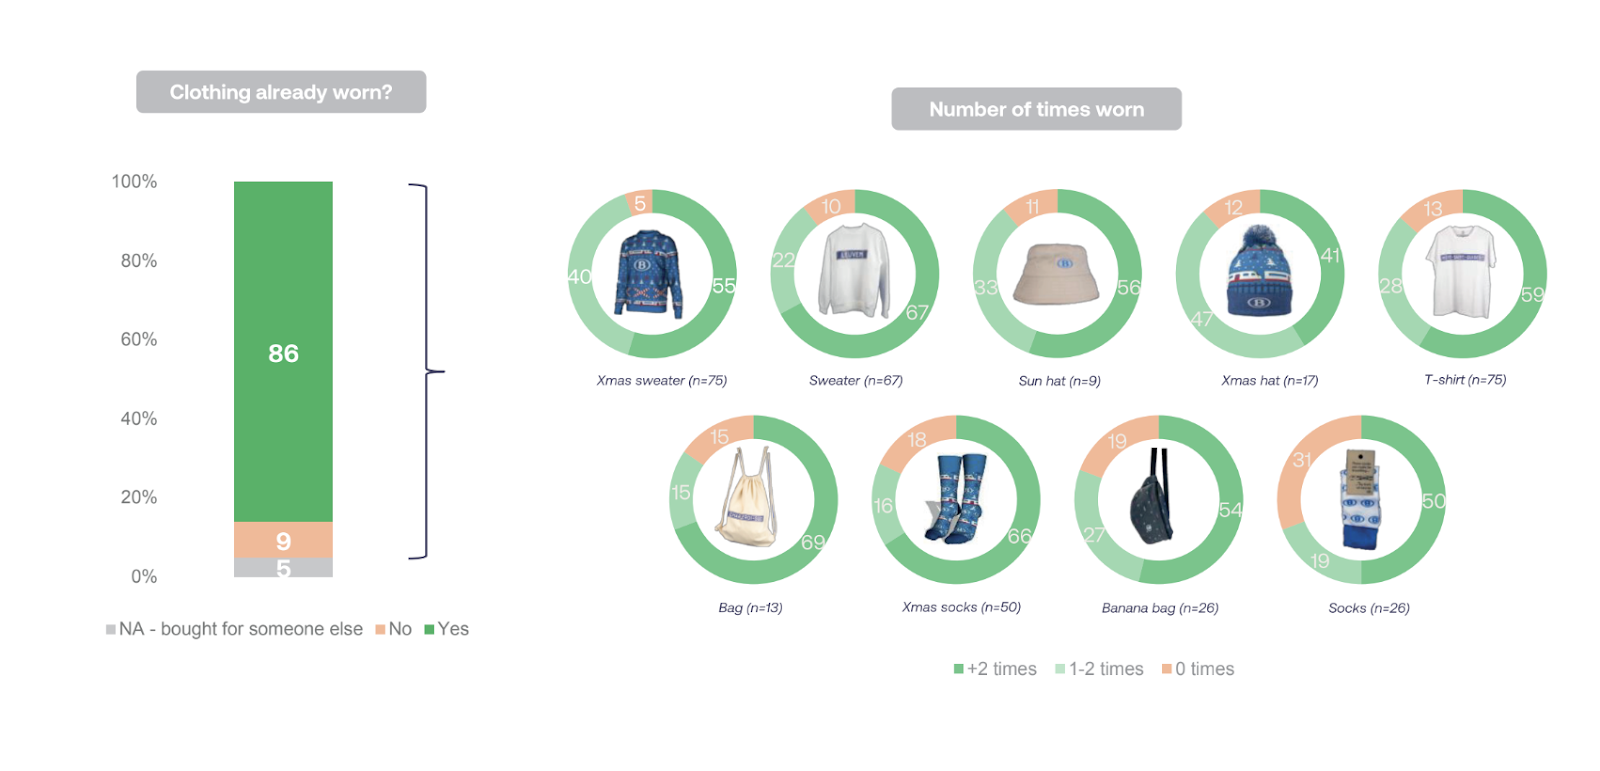 Clothing already worn?
Number of times worn
100%
80%
60%
40%
20%
0%
86
9
5
NA - bought for someone else
No
Yes
5
40
55
Xmas sweater (n=75)
10
22
67
LEUVEN
Sweater (n=67)
11
33
56
B
Sun hat (n=9)
12
41
47
B
Xmas hat (n=17)
13
28
59
T-shirt (n=75)
15
15
69
Bag (n=13)
18
16
66
Xmas socks (n=50)
19
27
54
Banana bag (n=26)
31
19
50
Socks (n=26)
+2 times
1-2 times
0 times